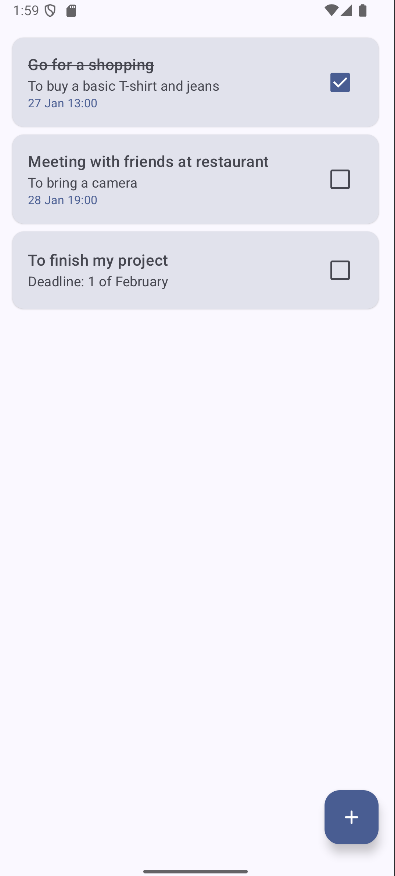 1:59
Go for a shopping
To buy a basic T-shirt and jeans
27 Jan 13:00
Meeting with friends at restaurant
To bring a camera
28 Jan 19:00
To finish my project
Deadline: 1 of February
+